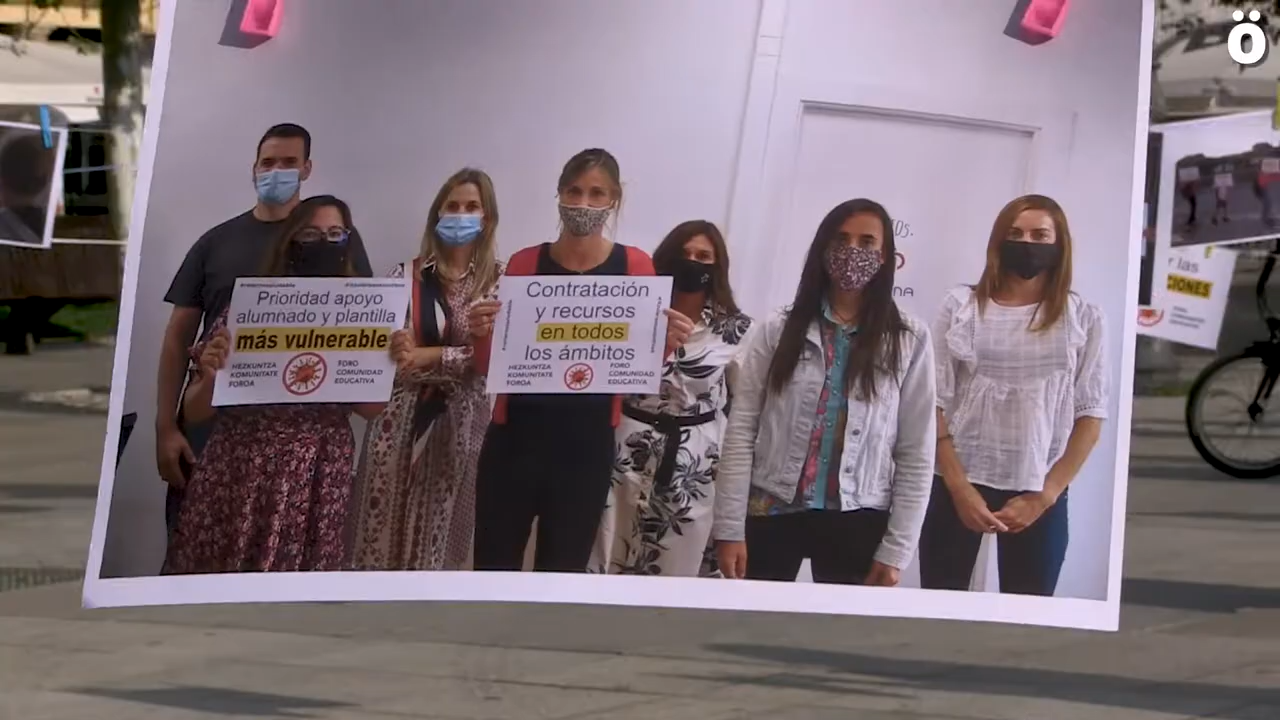 ö
Prioridad apoyo
alumnado y plantilla
más vulnerable
HEZKUNTZA
KOMUNITATE
FOROA
FORO
COMUNIDAD
EDUCATIVA
Contratación
y recursos
en todos
los ámbitos
HEZKUNTZA
KOMUNITATE
FOROA
FORO
COMUNIDAD
EDUCATIVA
las
CIONES